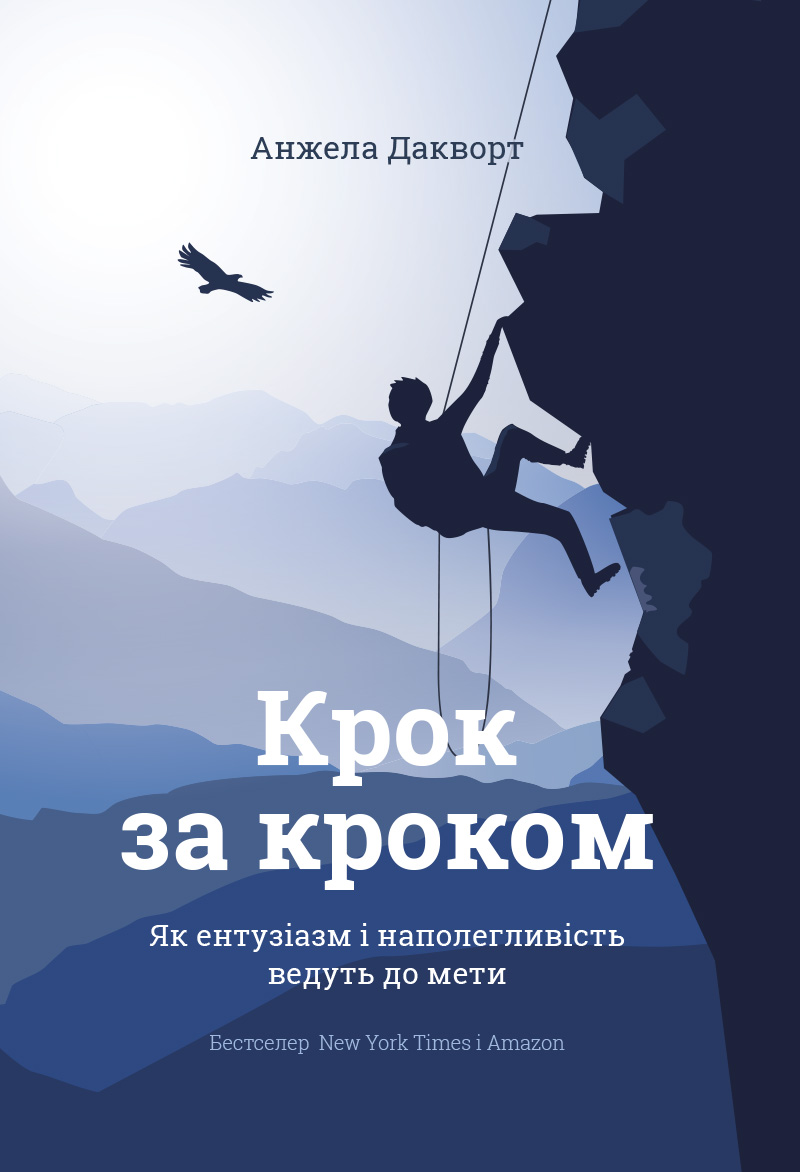 Анжела Дакворт
Крок
за кроком
Як ентузіазм і наполегливість
ведуть до мети
Бестселер New York Times і Amazon